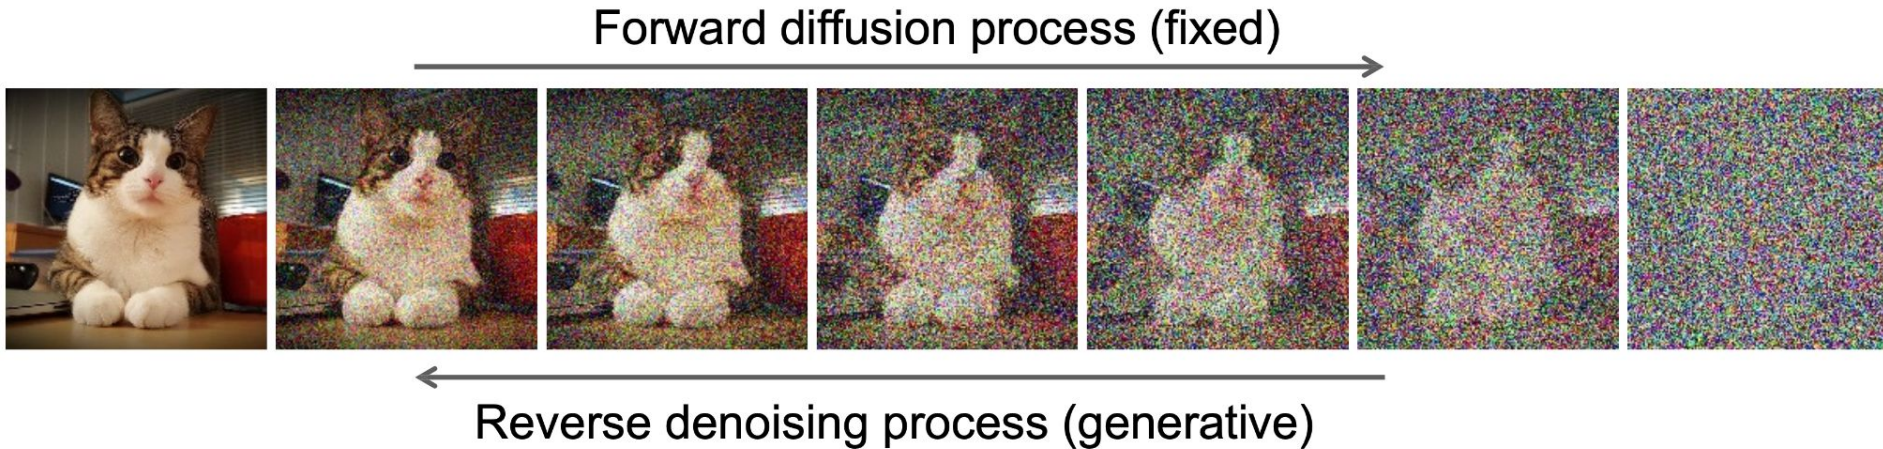 Forward diffusion process (fixed)
Reverse denoising process (generative)